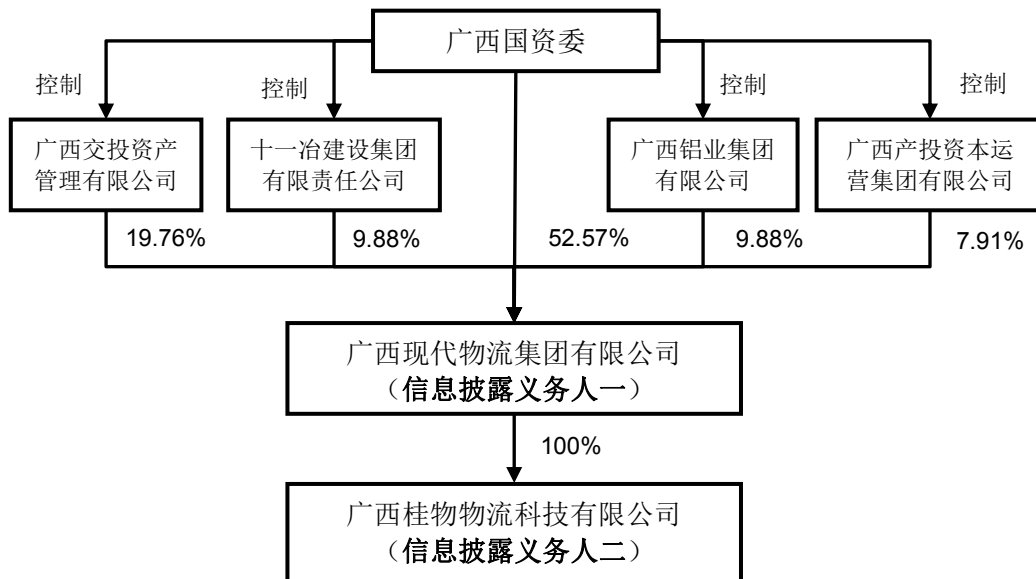 广西国资委
控制
控制
控制
控制
广西交投资产
管理有限公司
十一冶建设集团
有限责任公司
广西铝业集团
有限公司
广西产投资本运
营集团有限公司
19.76%
9.88%
52.57%
9.88%
7.91%
广西现代物流集团有限公司
（信息披露义务人一）
100%
广西桂物物流科技有限公司
（信息披露义务人二）